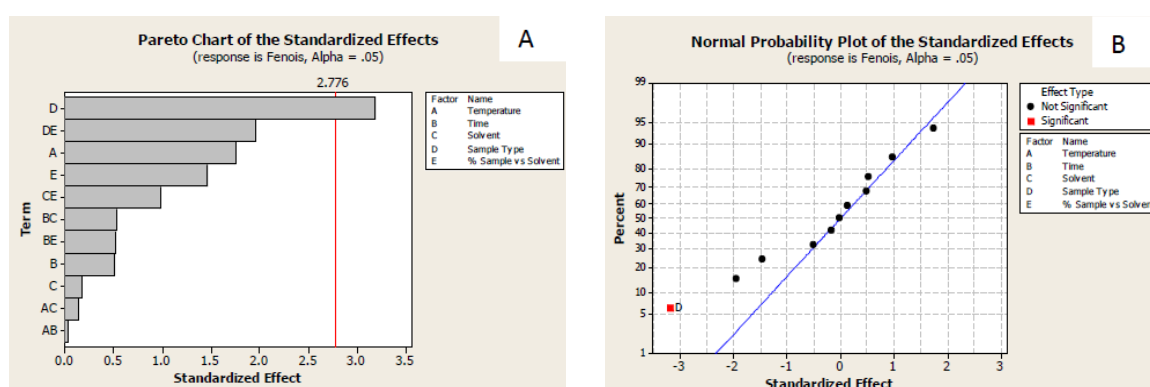 Pareto Chart of the Standardized Effects
(response is Fenois, Alpha = .05)
A
2.776
D
DE
A
E
CE
BC
BE
B
C
AC
AB
Term
0.0 0.5 1.0 1.5 2.0 2.5 3.0 3.5
Standardized Effect
Factor Name
A Temperature
B Time
C Solvent
D Sample Type
E % Sample vs Solvent
Normal Probability Plot of the Standardized Effects
(response is Fenois, Alpha = .05)
B
99
95
90
80
70
60
50
40
30
20
10
5
1
Percent
D
-3 -2 -1 0 1 2 3
Standardized Effect
Effect Type
Not Significant
Significant
Factor Name
A Temperature
B Time
C Solvent
D Sample Type
E % Sample vs Solven